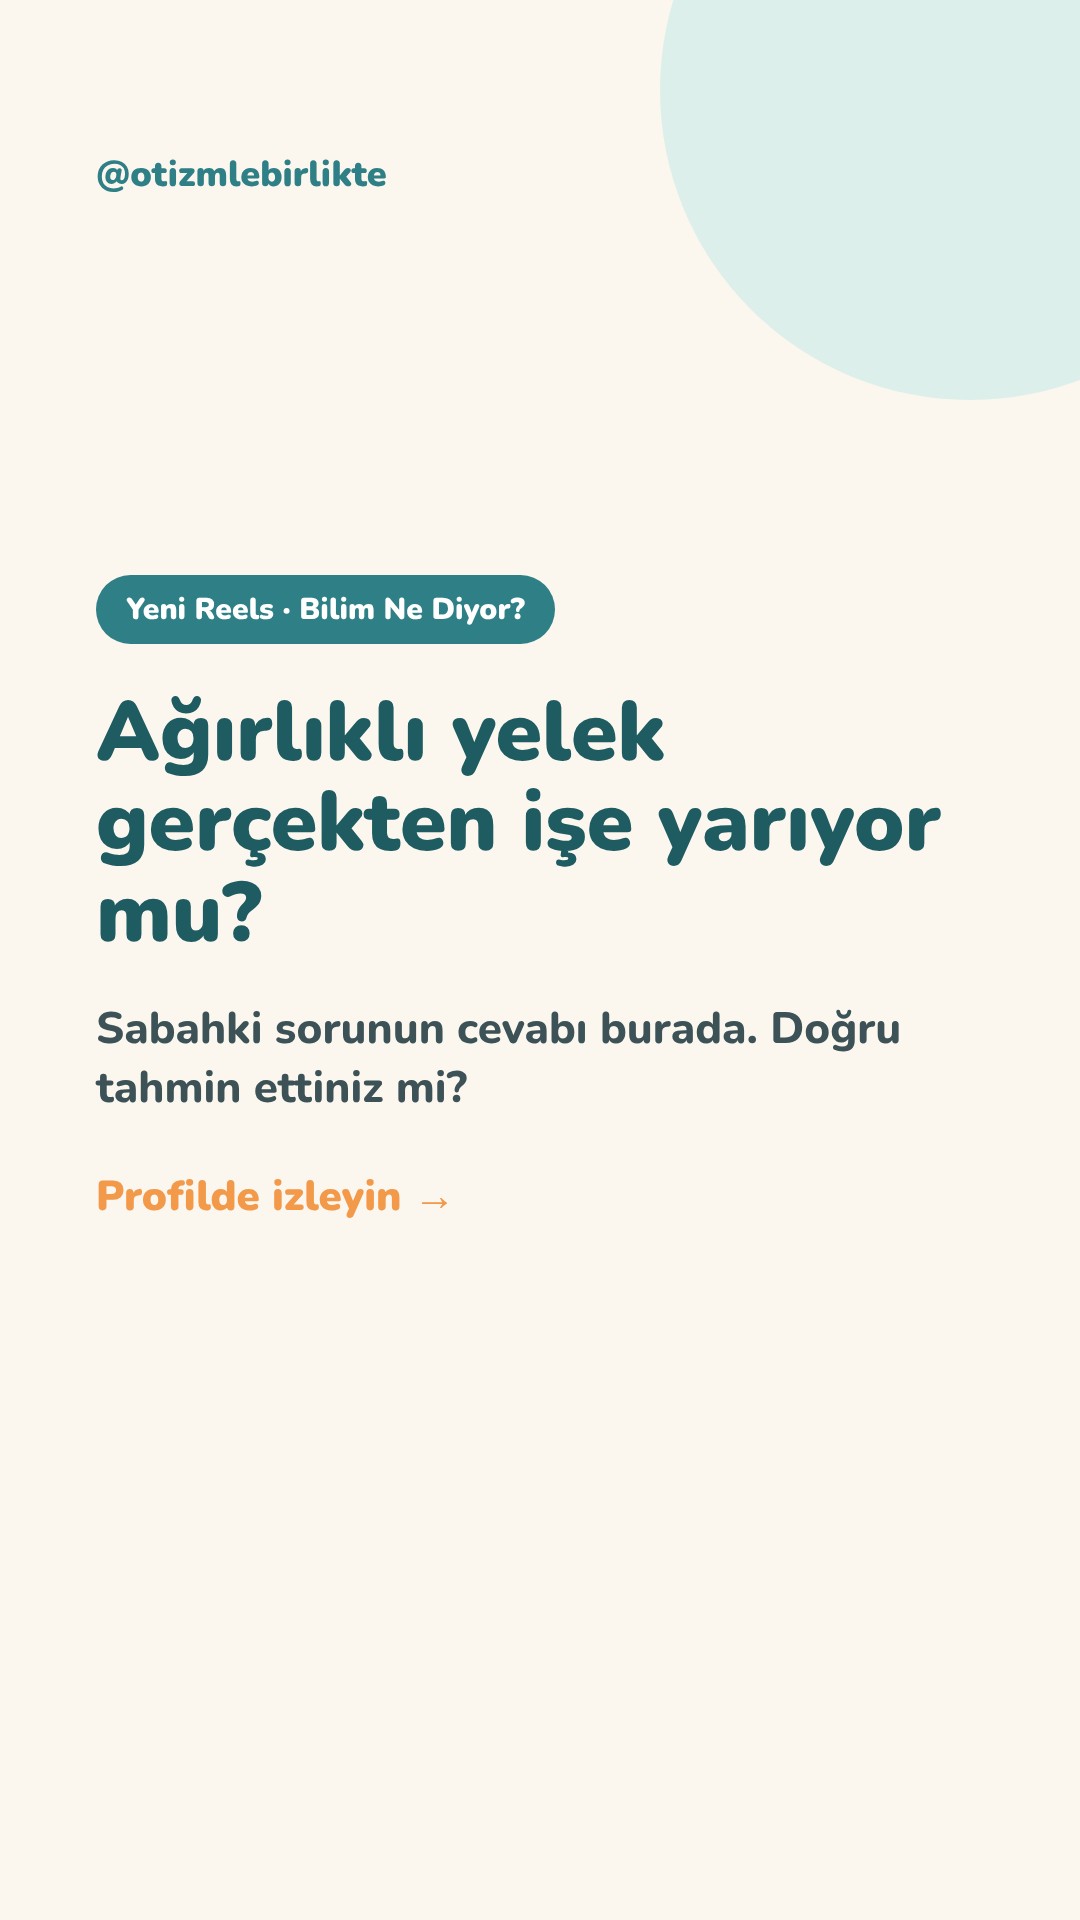 @otizmlebirlikte
Yeni Reels · Bilim Ne Diyor?
Ağırlıklı yelek
gerçekten işe yarıyor
mu?
Sabahki sorunun cevabı burada. Doğru
tahmin ettiniz mi?
Profilde izleyin →